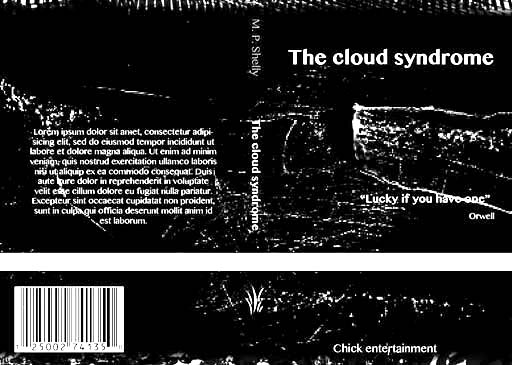 M. P. Shelly
The cloud syndrome
Lorem ipsum dolor sit amet, consectetur adipi-
sicing elit, sed do eiusmod tempor incididunt ut
labore et dolore magna aliqua. Ut enim ad minim
veniam, quis nostrud exercitation ullamco laboris
nisi ut aliquip ex ea commodo consequat. Duis
aute irure dolor in reprehenderit in voluptate
velit esse cillum dolore eu fugiat nulla pariatur.
Excepteur sint occaecat cupidatat non proident,
sunt in culpa qui officia deserunt mollit anim id
est laborum.
The cloud syndrome
"Lucky if you have one"
Orwell
1 25002 74135
Chick entertainment